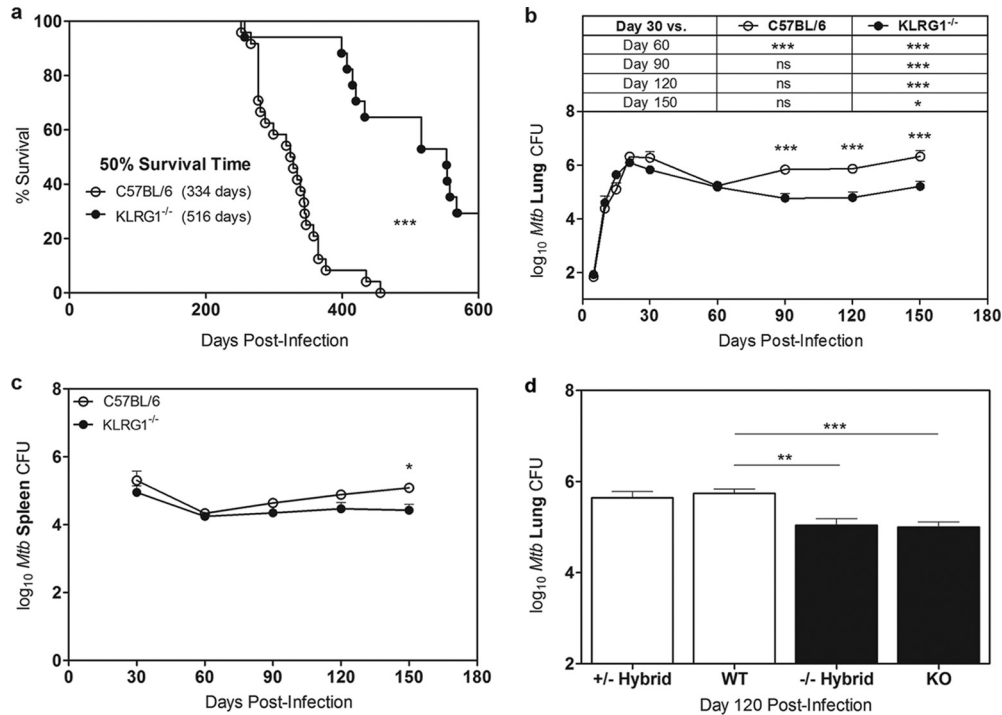 a
100
80
60
40
20
0
% Survival
50% Survival Time
C57BL/6 (334 days)
KLRG1-/- (516 days)
***
0 200 400 600
Days Post-Infection
b
Day 30 vs. C57BL/6 KLRG1-/-
Day 60 *** ***
Day 90 ns ***
Day 120 ns ***
Day 150 ns *
8
6
4
2
log10 Mtb Lung CFU
*** *** ***
0 30 60 90 120 150 180
Days Post-Infection
c
8
6
4
2
0
log10 Mtb Spleen CFU
C57BL/6
KLRG1-/-
*
0 30 60 90 120 150 180
Days Post-Infection
d
8
6
4
2
log10 Mtb Lung CFU
***
**
+/- Hybrid WT -/- Hybrid KO
Day 120 Post-Infection